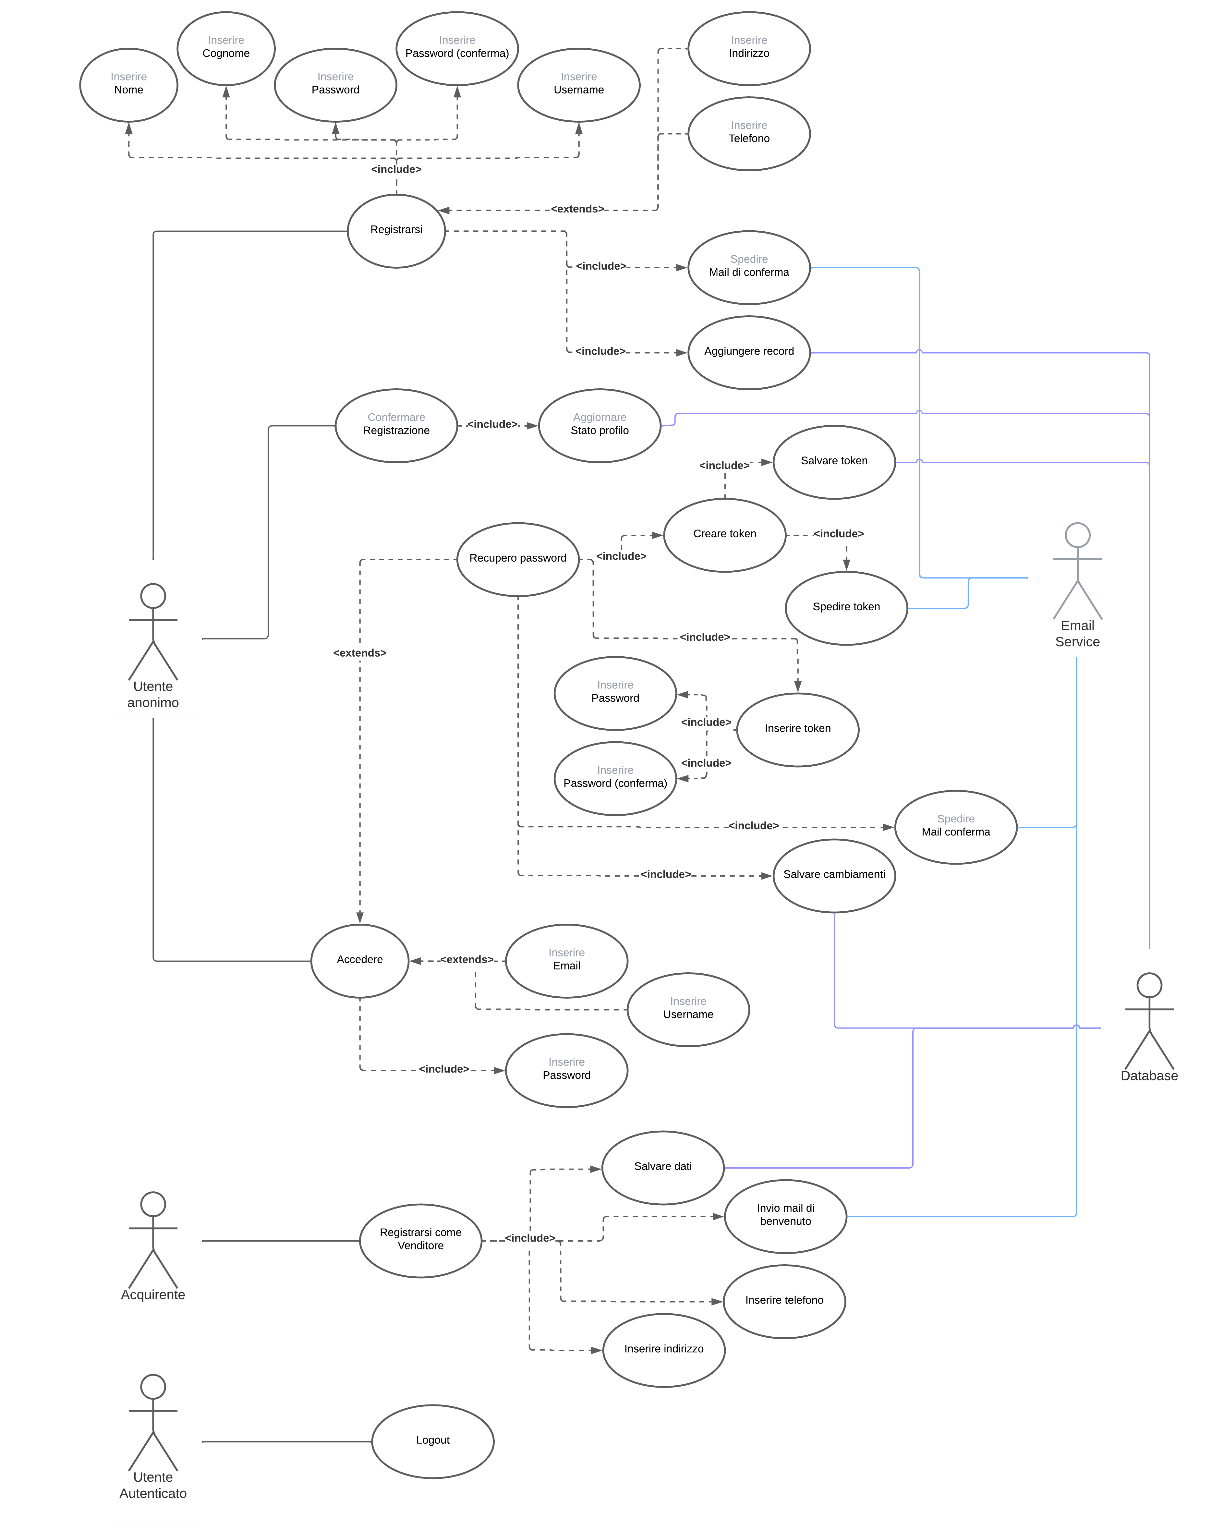 Inserire
Cognome
Inserire
Password (conferma)
Inserire
Indirizzo
Inserire
Nome
Inserire
Password
Inserire
Username
Inserire
Telefono
<include>
<extends>
Registrarsi
Spedire
Mail di conferma
<include>
Aggiungere record
<include>
Confermare
Registrazione
<include>
Aggiornare
Stato profilo
Salvare token
<include>
Creare token
<include>
Recupero password
<include>
Spedire token
Email
Service
<include>
<extends>
Utente
anonimo
Inserire
Password
<include>
Inserire token
<include>
Inserire
Password (conferma)
Spedire
Mail conferma
<include>
Salvare cambiamenti
<include>
Accedere
<extends>
Inserire
Email
Inserire
Username
Inserire
Password
<include>
Database
Salvare dati
Invio mail di
benvenuto
Registrarsi come
Venditore
<include>
Acquirente
Inserire telefono
Inserire indirizzo
Logout
Utente
Autenticato